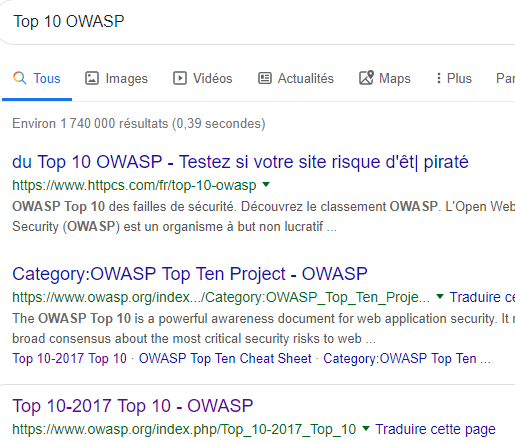 Top 10 OWASP
Tous Images Vidéos Actualités Maps Plus Par
Environ 1 740 000 résultats (0,39 secondes)
du Top 10 OWASP - Testez si votre site risque d'êt| piraté
https://www.httpcs.com/fr/top-10-owasp
OWASP Top 10 des failles de sécurité. Découvrez le classement OWASP. L'Open Web
Security (OWASP) est un organisme à but non lucratif ...
Category:OWASP Top Ten Project - OWASP
https://www.owasp.org/index.../Category:OWASP_Top_Ten_Proje... Traduire ce
The OWASP Top 10 is a powerful awareness document for web application security. It r
broad consensus about the most critical security risks to web ...
Top 10-2017 Top 10 · OWASP Top Ten Cheat Sheet · Category:OWASP Top Ten ...
Top 10-2017 Top 10 - OWASP
https://www.owasp.org/index.php/Top_10-2017_Top_10 Traduire cette page